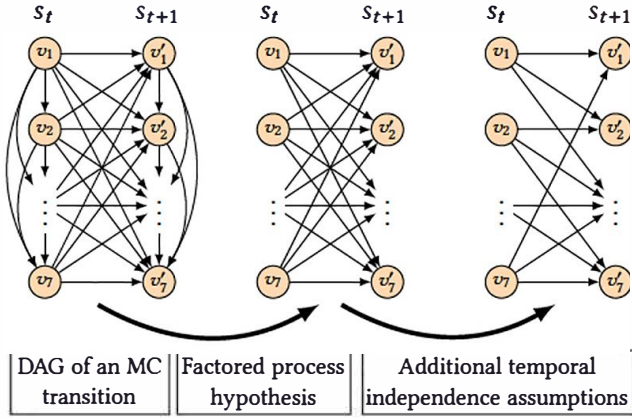 S_t S_{t+1} S_t S_{t+1} S_t S_{t+1}
v_1 v'_1 v_1 v'_1 v_1 v'_1
v_2 v'_2 v_2 v'_2 v_2 v'_2
⋮ ⋮ ⋮ ⋮ ⋮ ⋮
v_7 v'_7 v_7 v'_7 v_7 v'_7
DAG of an MC
transition
Factored process
hypothesis
Additional temporal
independence assumptions